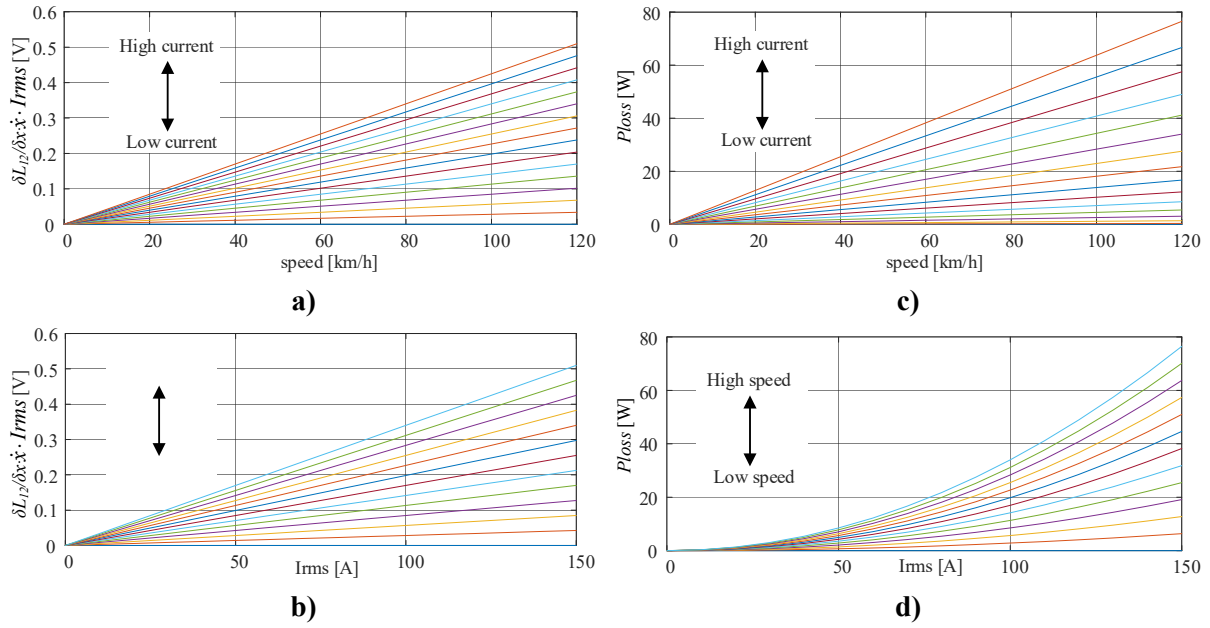 0.6
0.5
0.4
0.3
0.2
0.1
0
δL12/δx·ẋ· Irms [V]
High current
Low current
0 20 40 60 80 100 120
speed [km/h]
a)
80
60
40
20
0
Ploss [W]
High current
Low current
0 20 40 60 80 100 120
speed [km/h]
c)
0.6
0.5
0.4
0.3
0.2
0.1
0
δL12/δx·ẋ· Irms [V]
0 50 100 150
Irms [A]
b)
80
60
40
20
0
Ploss [W]
High speed
Low speed
0 50 100 150
Irms [A]
d)